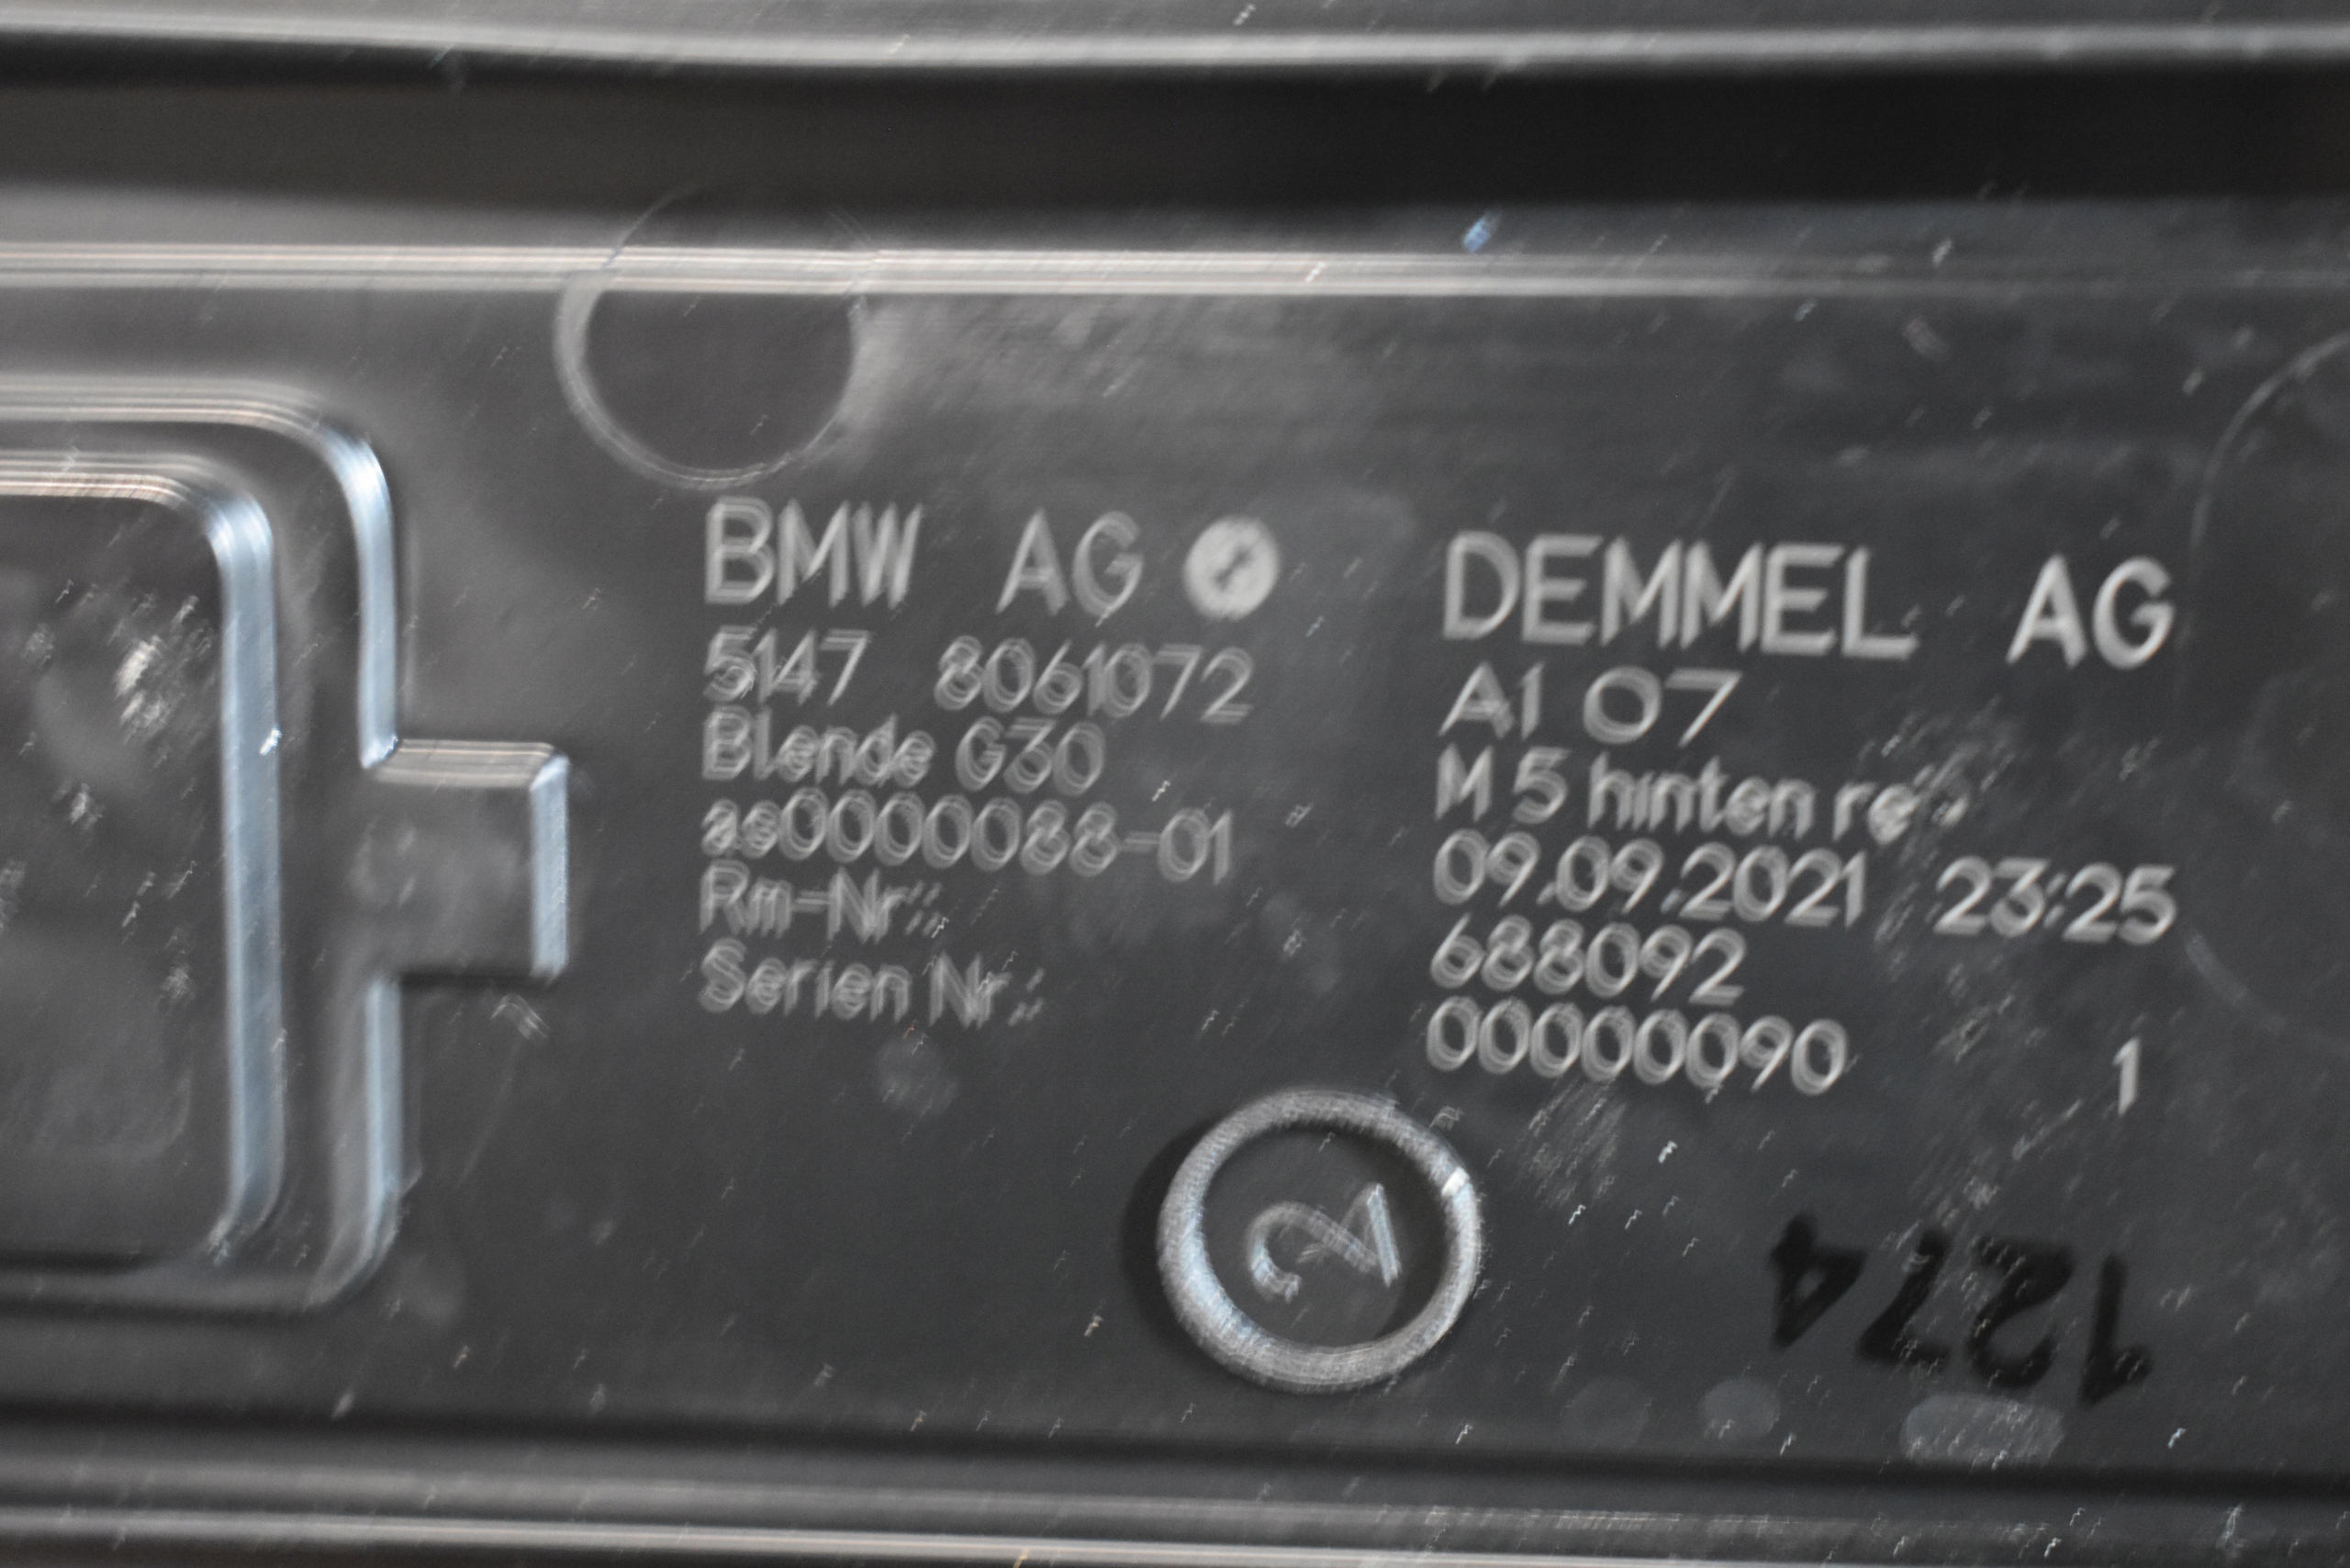 BMW AG
5147 8061072
Blende G30
as0000088-01
Rm-Nr.:
Serien Nr.:
DEMMEL AG
A1 07
M 5 hinten re.
09.09.2021 23:25
688092
00000090 1
2
1274